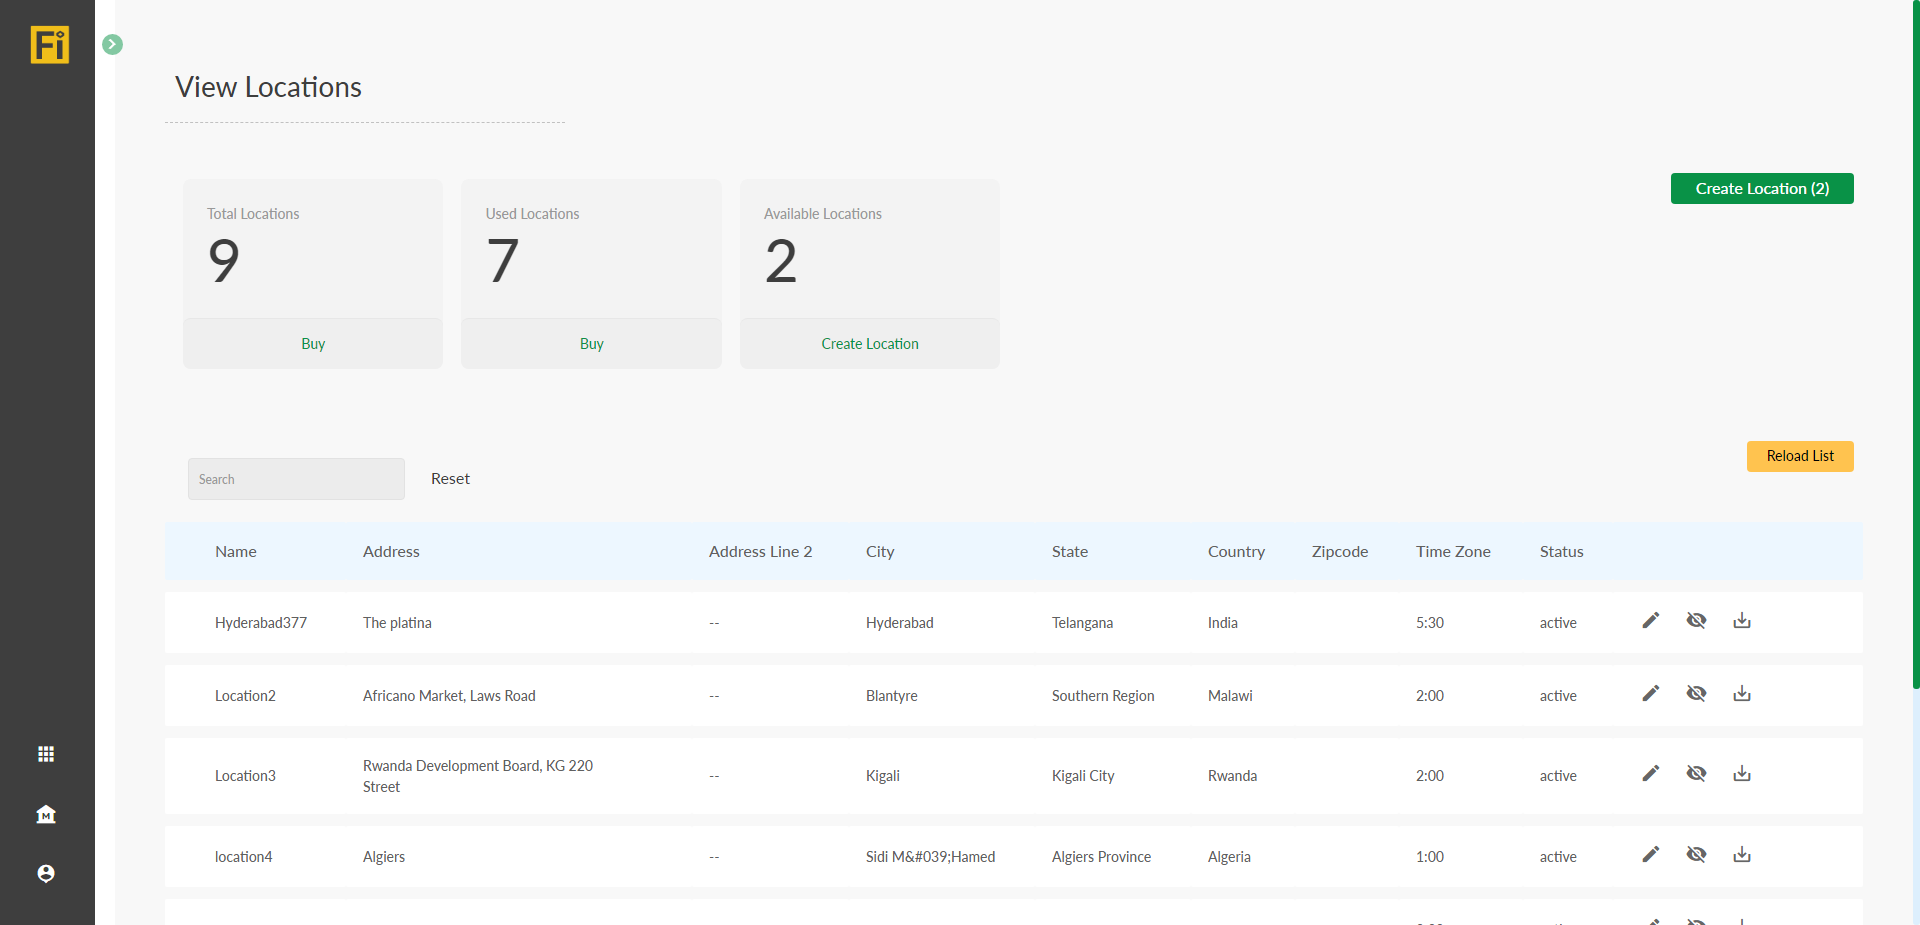 Fi
View Locations
Total Locations
9
Buy
Used Locations
7
Buy
Available Locations
2
Create Location
Create Location (2)
Search
Reset
Reload List
Name Address Address Line 2 City State Country Zipcode Time Zone Status
Hyderabad377 The platina -- Hyderabad Telangana India 5:30 active
Location2 Africano Market, Laws Road -- Blantyre Southern Region Malawi 2:00 active
Location3 Rwanda Development Board, KG 220 -- Kigali Kigali City Rwanda 2:00 active
Street
location4 Algiers -- Sidi M&#039;Hamed Algiers Province Algeria 1:00 active
M